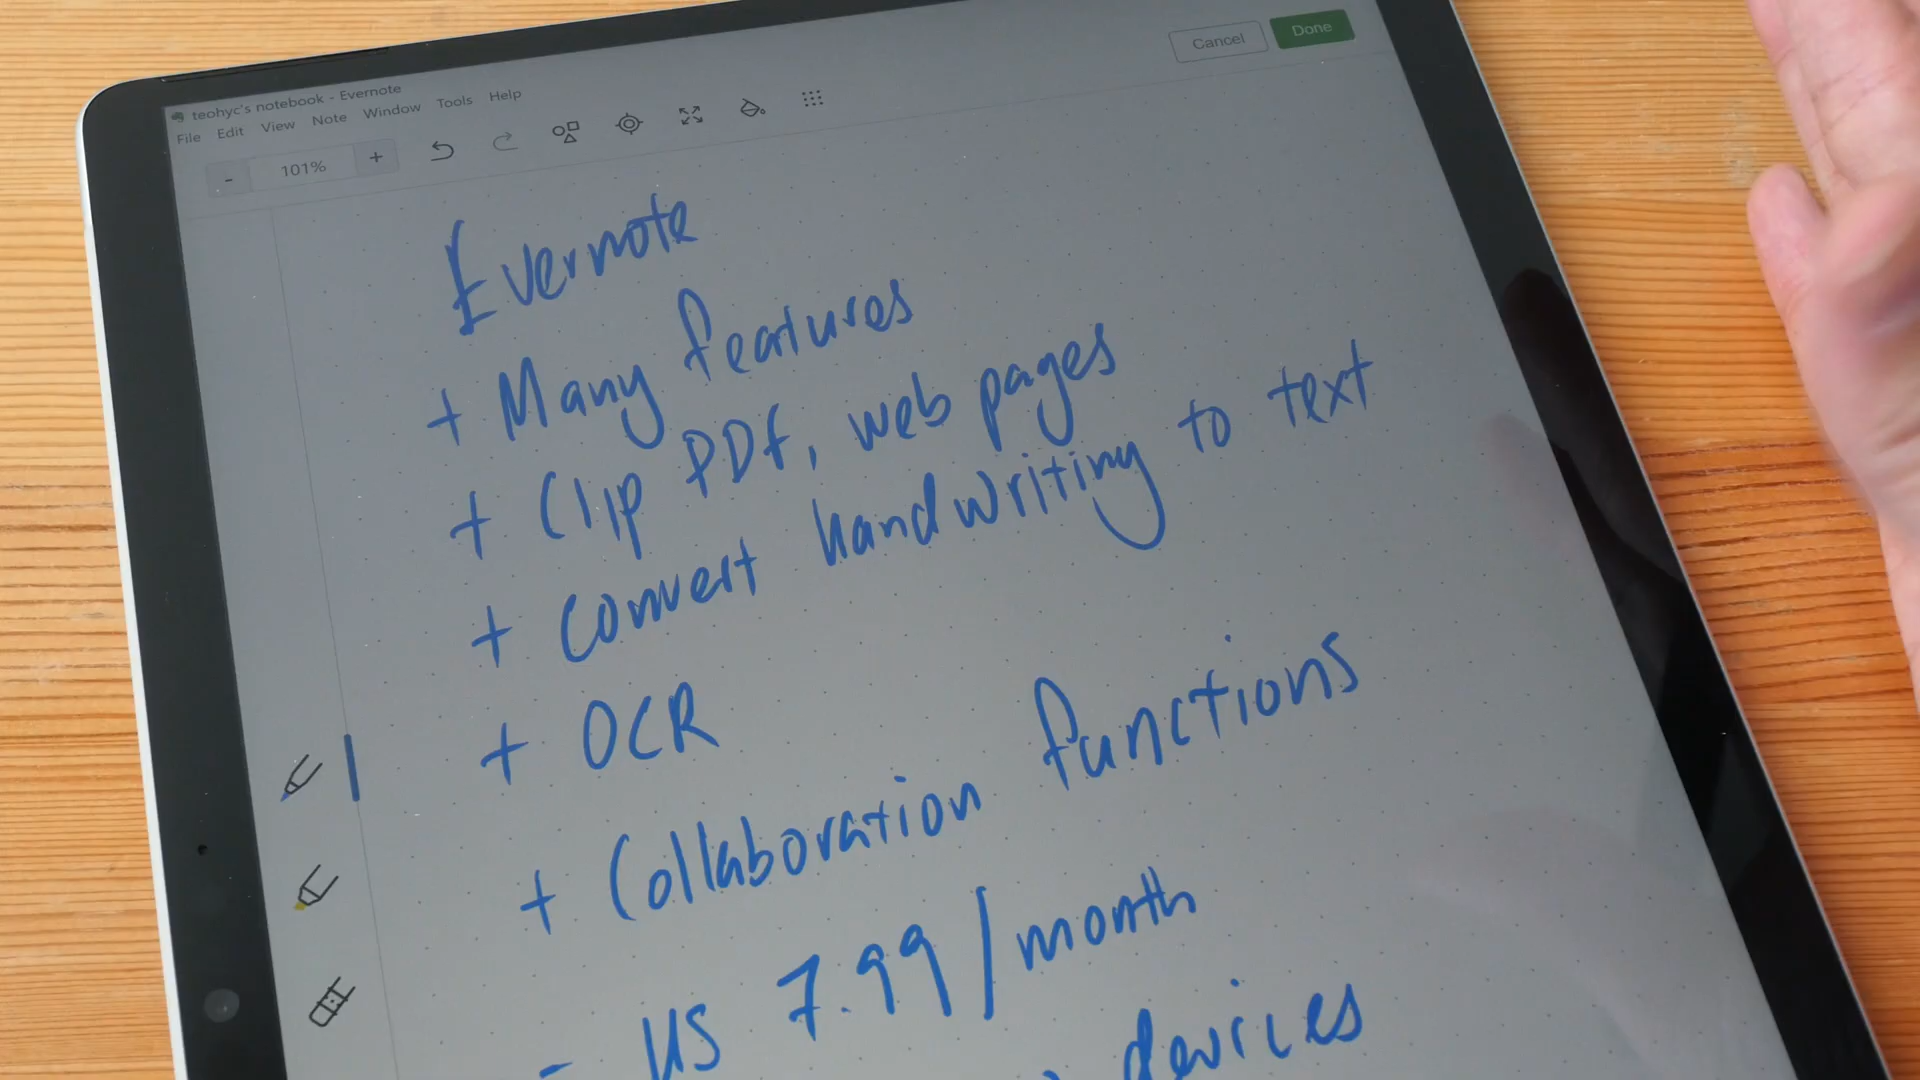 teohyc's notebook - Evernote
File Edit View Note Window Tools Help
Cancel Done
- 101% +
Evernote
+ Many features
+ Clip PDf, web pages
+ Convert handwriting to text
+ OCR
+ Collaboration functions
- US 7.99/month
devices